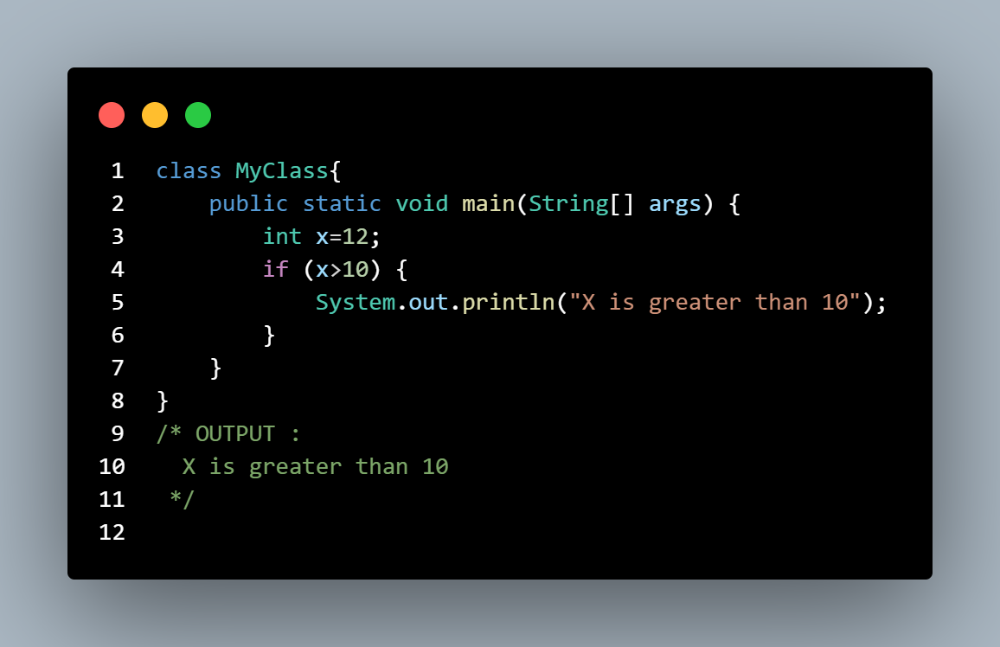 1 class MyClass{
2     public static void main(String[] args) {
3         int x=12;
4         if (x>10) {
5             System.out.println("X is greater than 10");
6         }
7     }
8 }
9 /* OUTPUT :
10   X is greater than 10
11  */
12